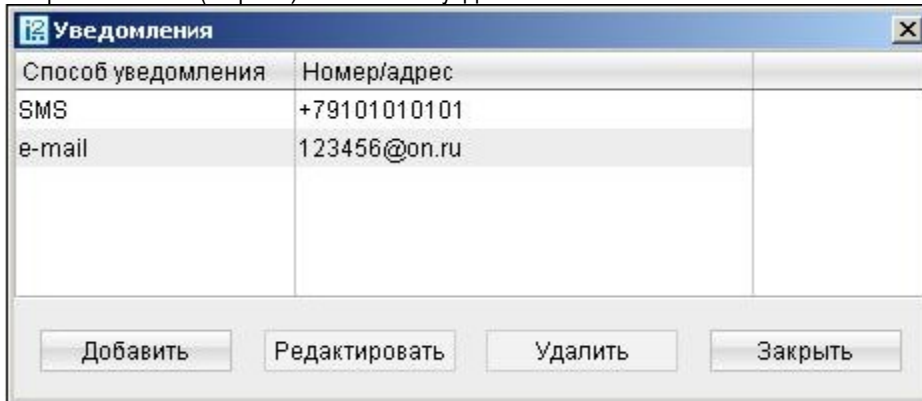 Уведомления
Способ уведомления Номер/адрес
SMS +79101010101
e-mail 123456@on.ru
Добавить Редактировать Удалить Закрыть